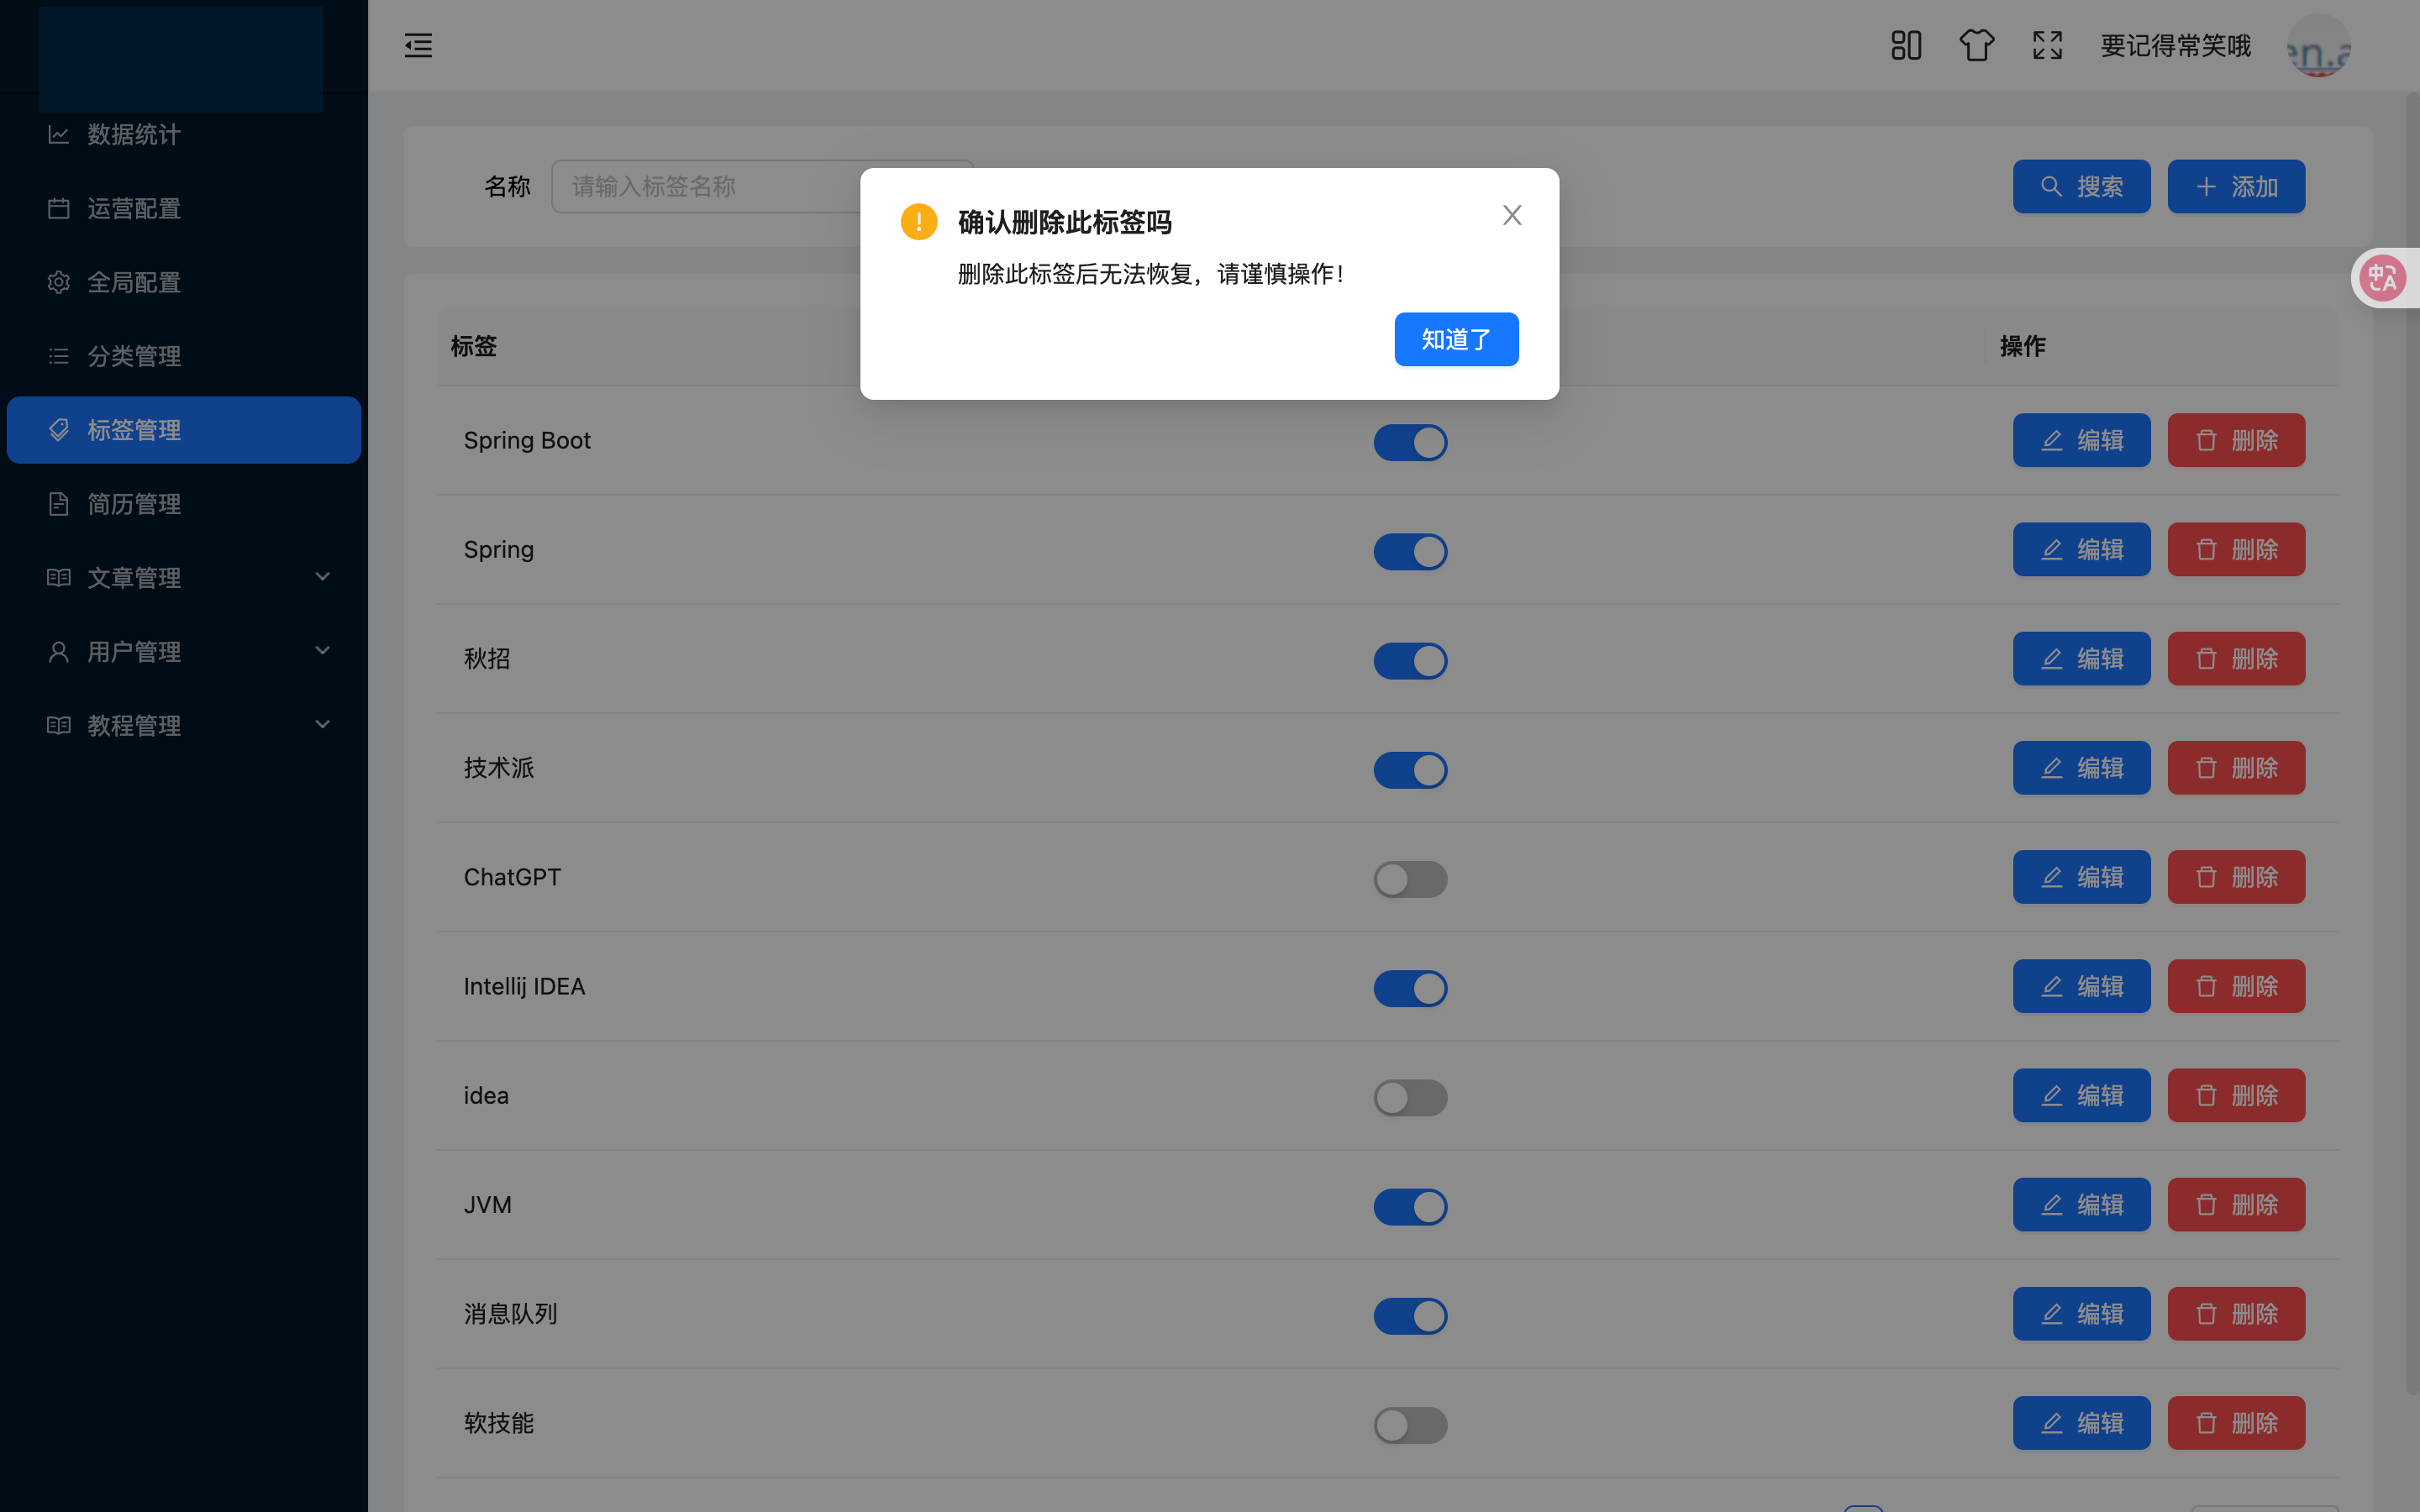 要记得常笑哦
en.a
数据统计
运营配置
全局配置
分类管理
标签管理
简历管理
文章管理
用户管理
教程管理
名称
请输入标签名称
搜索
添加
确认删除此标签吗
删除此标签后无法恢复，请谨慎操作！
知道了
中A
标签
操作
Spring Boot
编辑
删除
Spring
编辑
删除
秋招
编辑
删除
技术派
编辑
删除
ChatGPT
编辑
删除
Intellij IDEA
编辑
删除
idea
编辑
删除
JVM
编辑
删除
消息队列
编辑
删除
软技能
编辑
删除